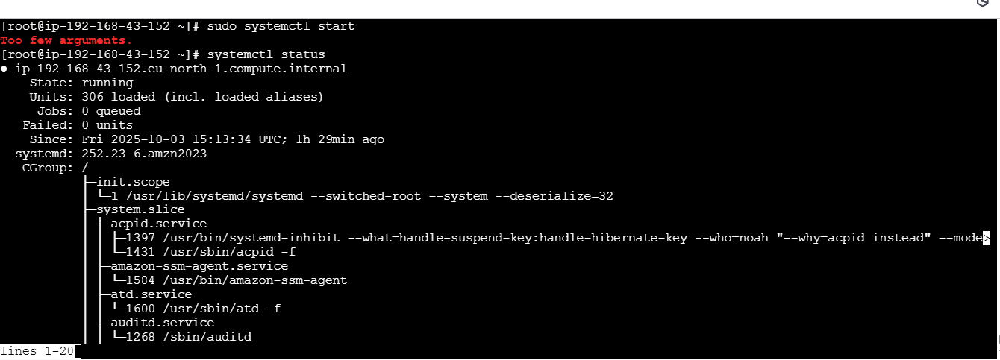 [root@ip-192-168-43-152 ~]# sudo systemctl start
Too few arguments.
[root@ip-192-168-43-152 ~]# systemctl status
● ip-192-168-43-152.eu-north-1.compute.internal
    State: running
    Units: 306 loaded (incl. loaded aliases)
     Jobs: 0 queued
   Failed: 0 units
    Since: Fri 2025-10-03 15:13:34 UTC; 1h 29min ago
  systemd: 252.23-6.amzn2023
   CGroup: /
           ├─init.scope
           │ └─1 /usr/lib/systemd/systemd --switched-root --system --deserialize=32
           ├─system.slice
           │ ├─acpid.service
           │ │ ├─1397 /usr/bin/systemd-inhibit --what=handle-suspend-key:handle-hibernate-key --who=noah "--why=acpid instead" --mode>
           │ │ └─1431 /usr/sbin/acpid -f
           │ ├─amazon-ssm-agent.service
           │ │ └─1584 /usr/bin/amazon-ssm-agent
           │ ├─atd.service
           │ │ └─1600 /usr/sbin/atd -f
           │ ├─auditd.service
           │ │ └─1268 /sbin/auditd
lines 1-20